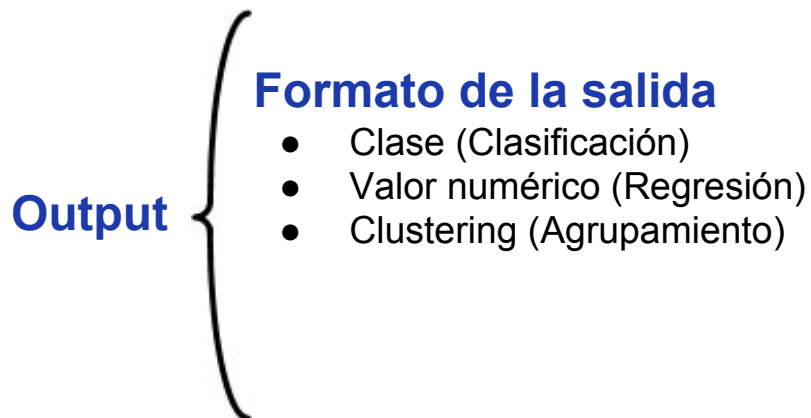 Output
Formato de la salida
● Clase (Clasificación)
● Valor numérico (Regresión)
● Clustering (Agrupamiento)